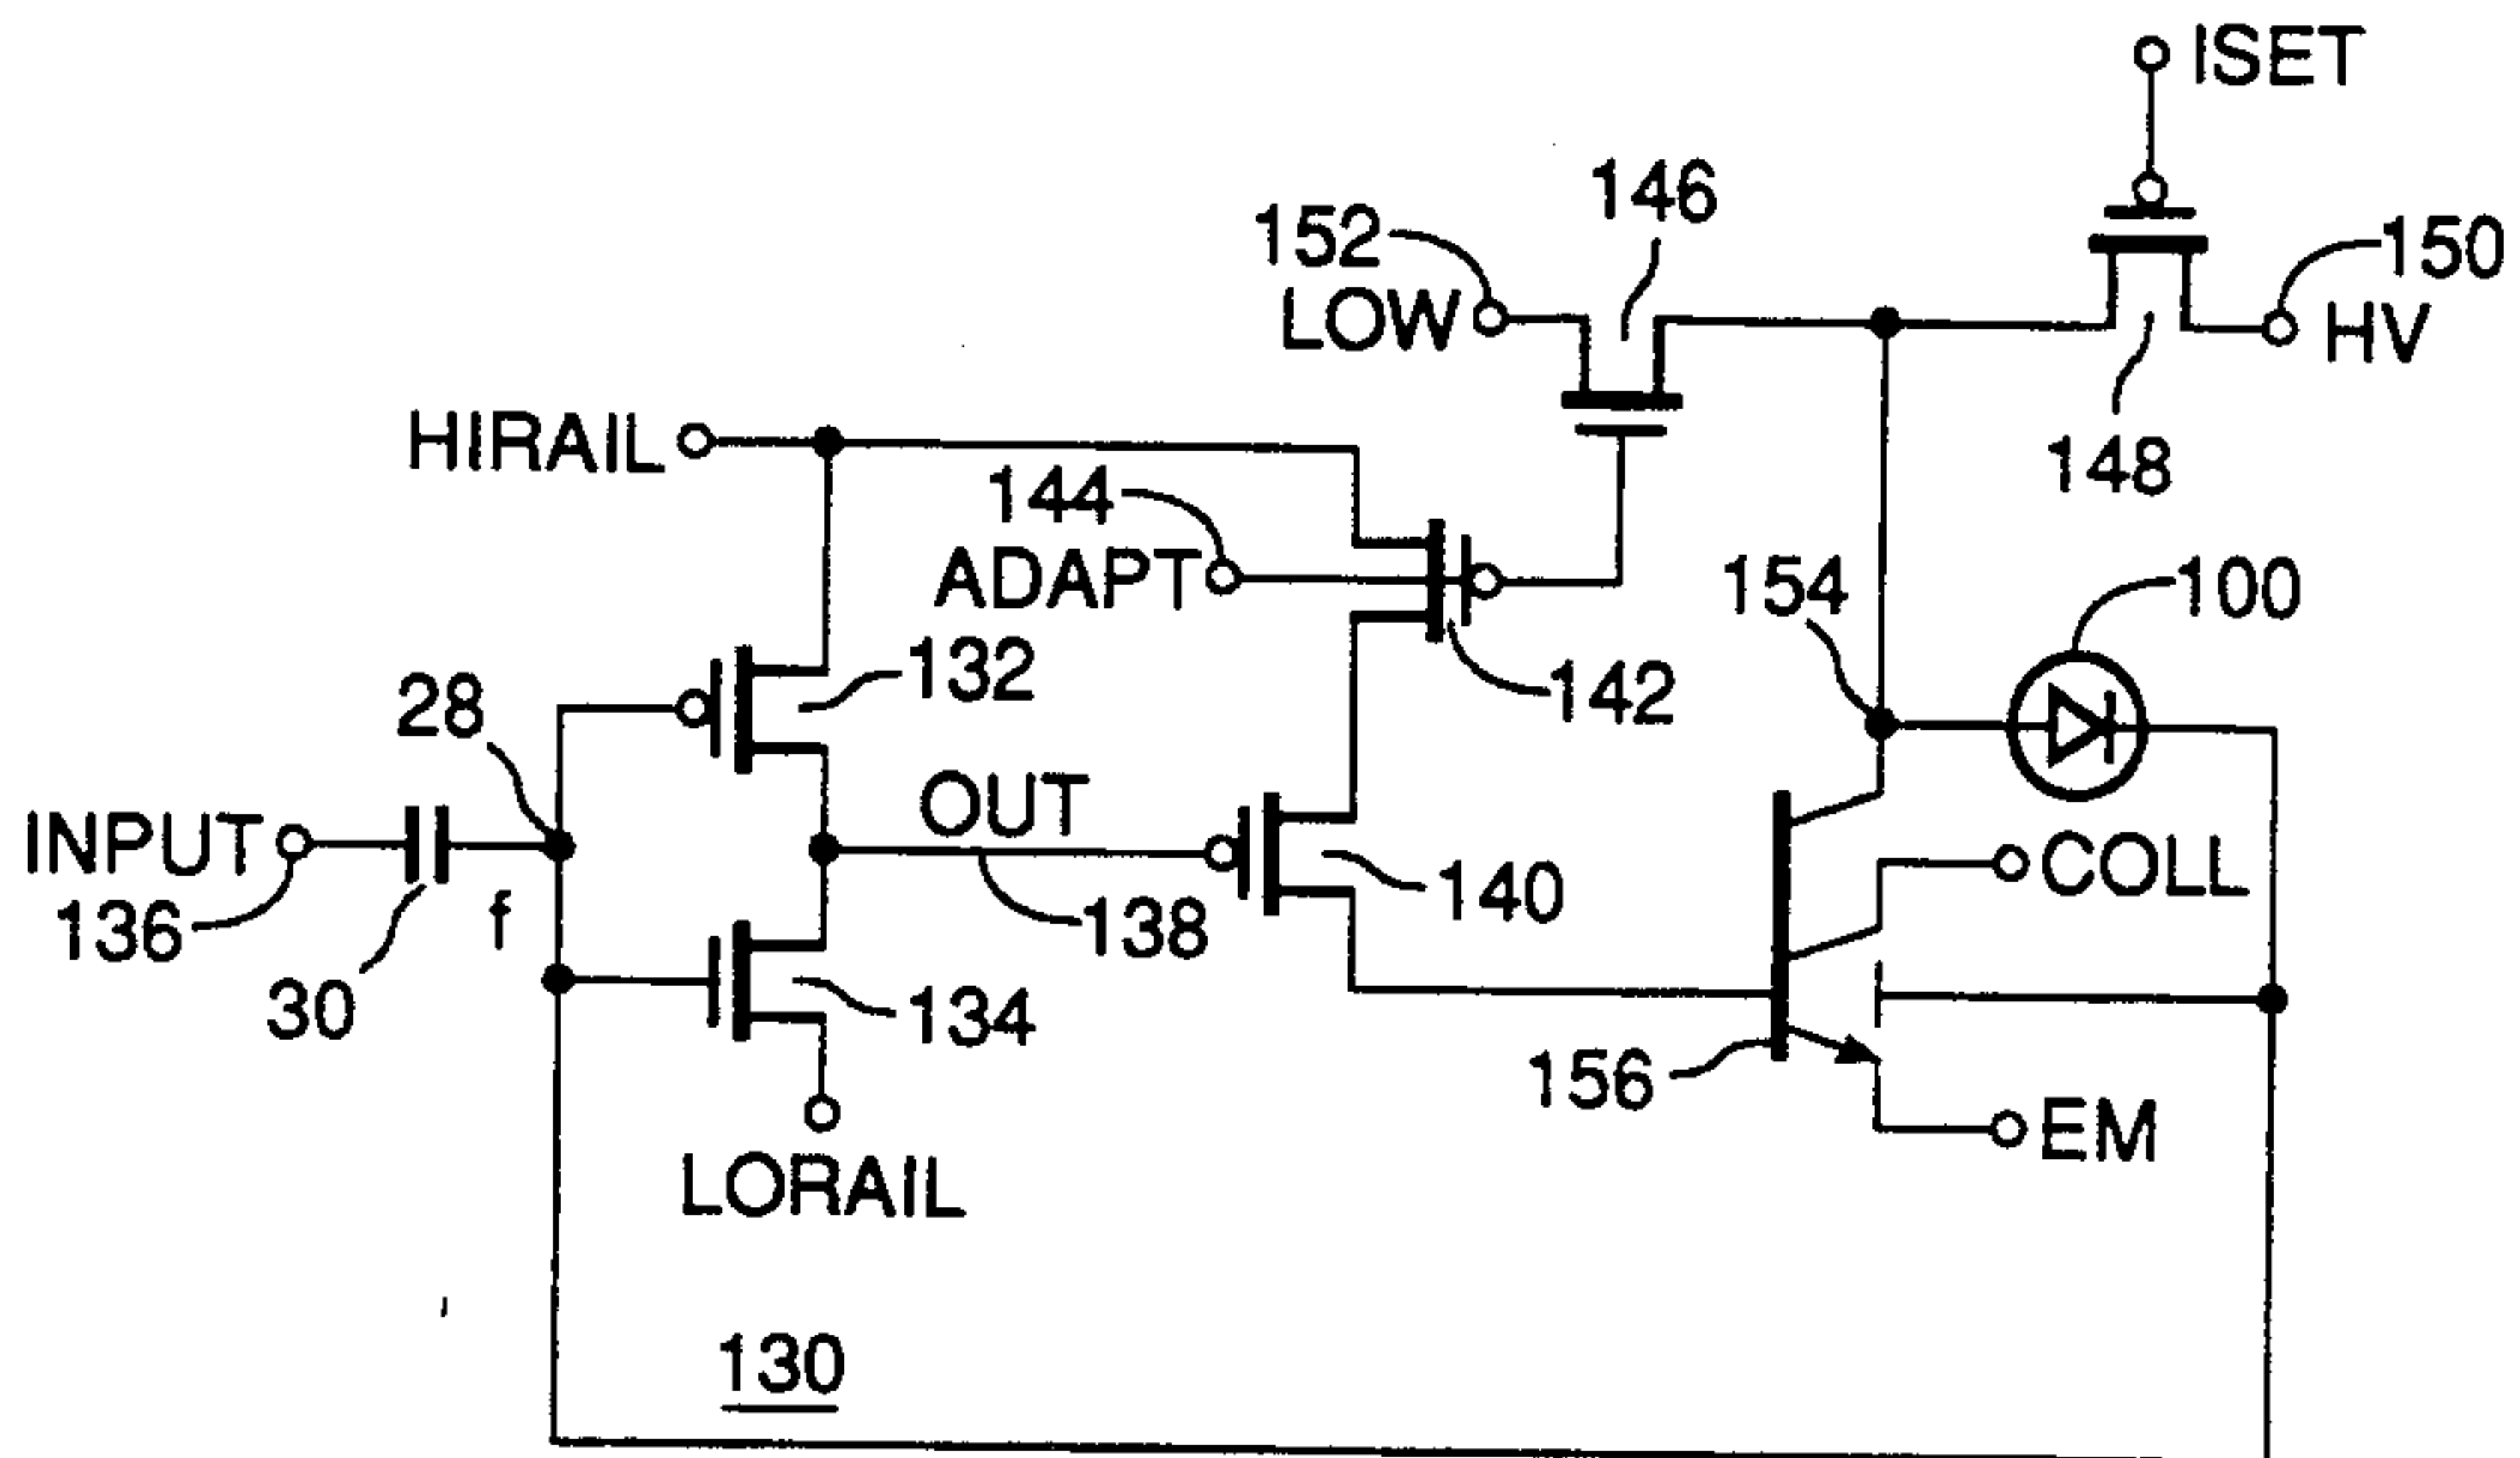 ISET
146
152
150
LOW
HV
HIRAIL
148
144
ADAPT
154
100
132
142
28
OUT
INPUT
COLL
140
136
f
138
30
134
156
EM
LORAIL
130